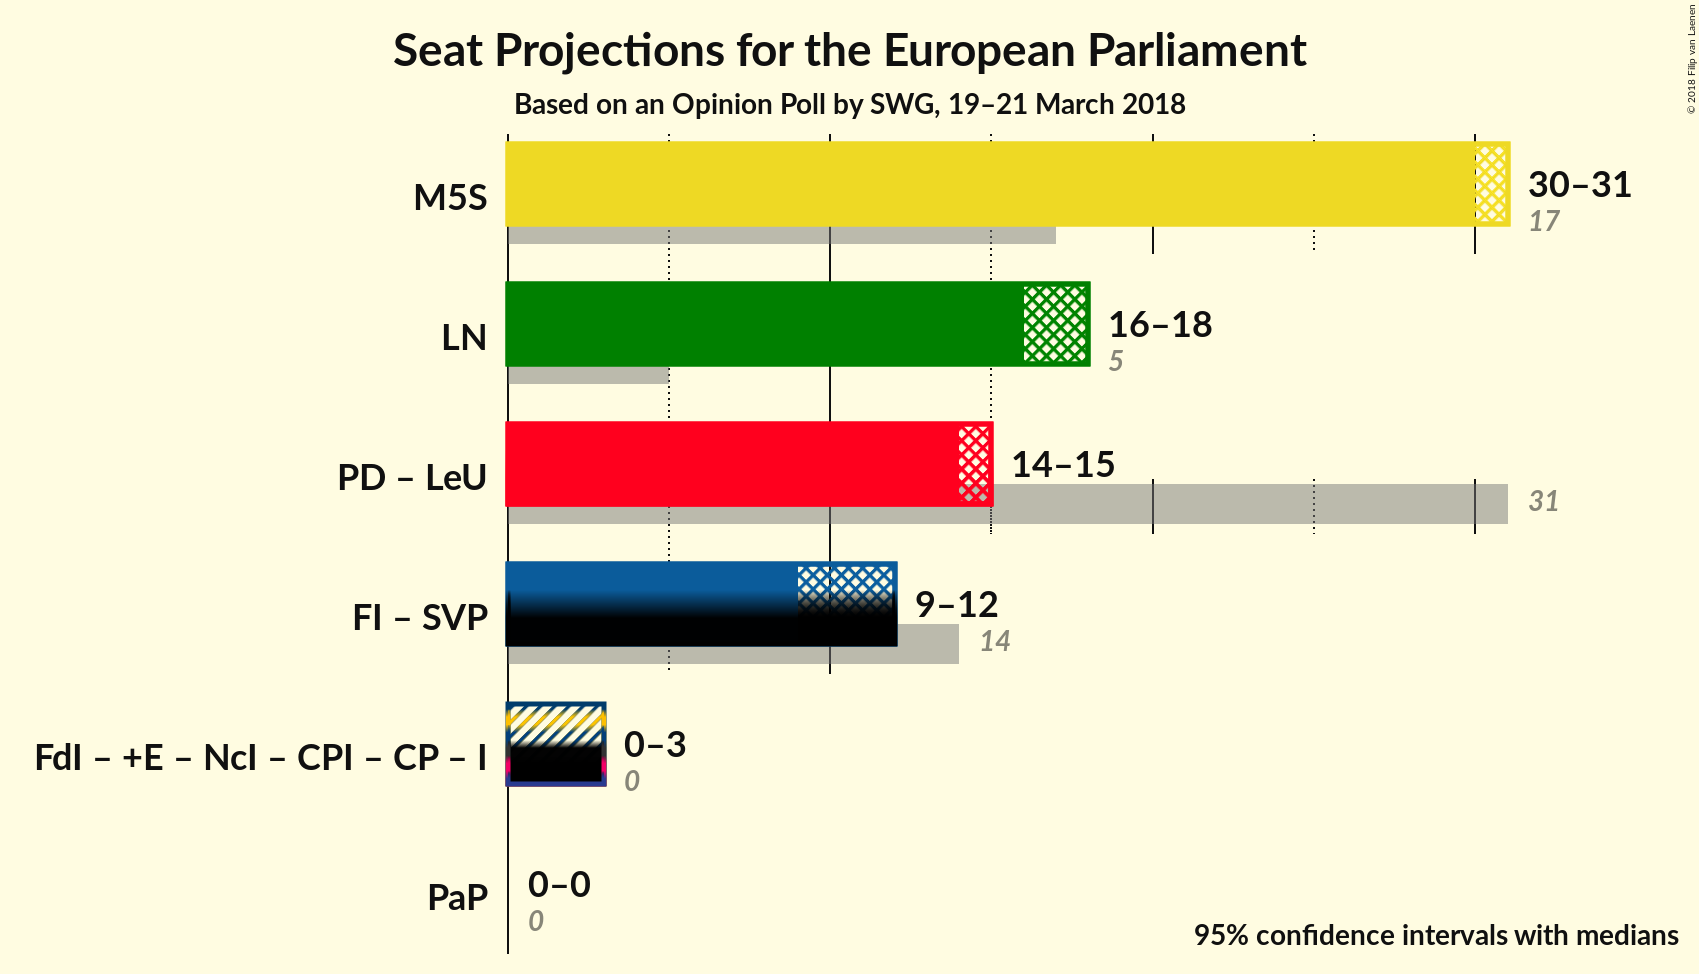 Seat Projections for the European Parliament
Based on an Opinion Poll by SWG, 19–21 March 2018
© 2018 Filip van Laenen
M5S
30–31
17
LN
16–18
5
PD – LeU
14–15
31
FI – SVP
9–12
14
FdI – +E – NcI – CPI – CP – I
0–3
0
PaP
0–0
0
95% confidence intervals with medians